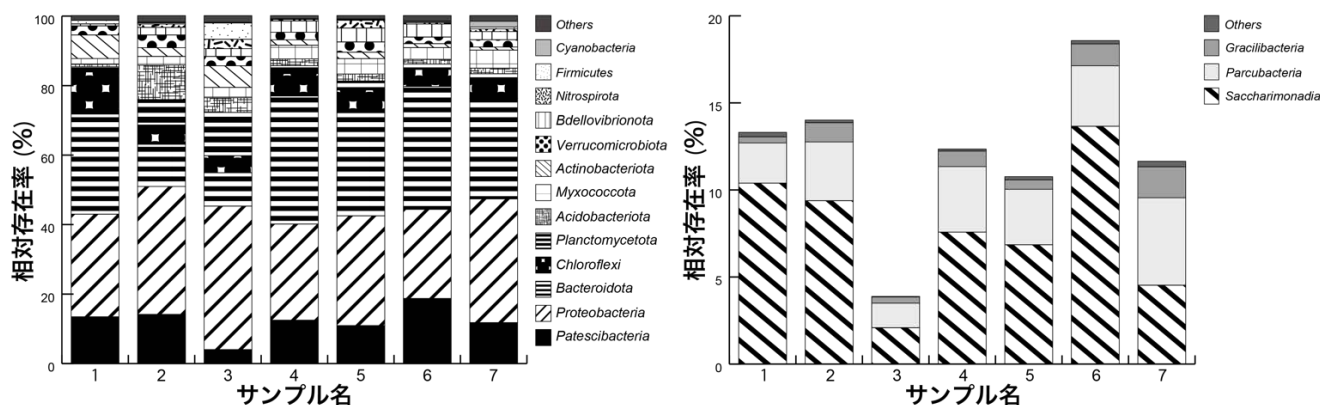 相対存在率 (%)
100
80
60
40
20
0
1 2 3 4 5 6 7
サンプル名
Others
Cyanobacteria
Firmicutes
Nitrospirota
Bdellovibrionota
Verrucomicrobiota
Actinobacteriota
Myxococcota
Acidobacteriota
Planctomycetota
Chloroflexi
Bacteroidota
Proteobacteria
Patescibacteria
相対存在率 (%)
20
15
10
5
0
1 2 3 4 5 6 7
サンプル名
Others
Gracilibacteria
Parcubacteria
Saccharimonadia